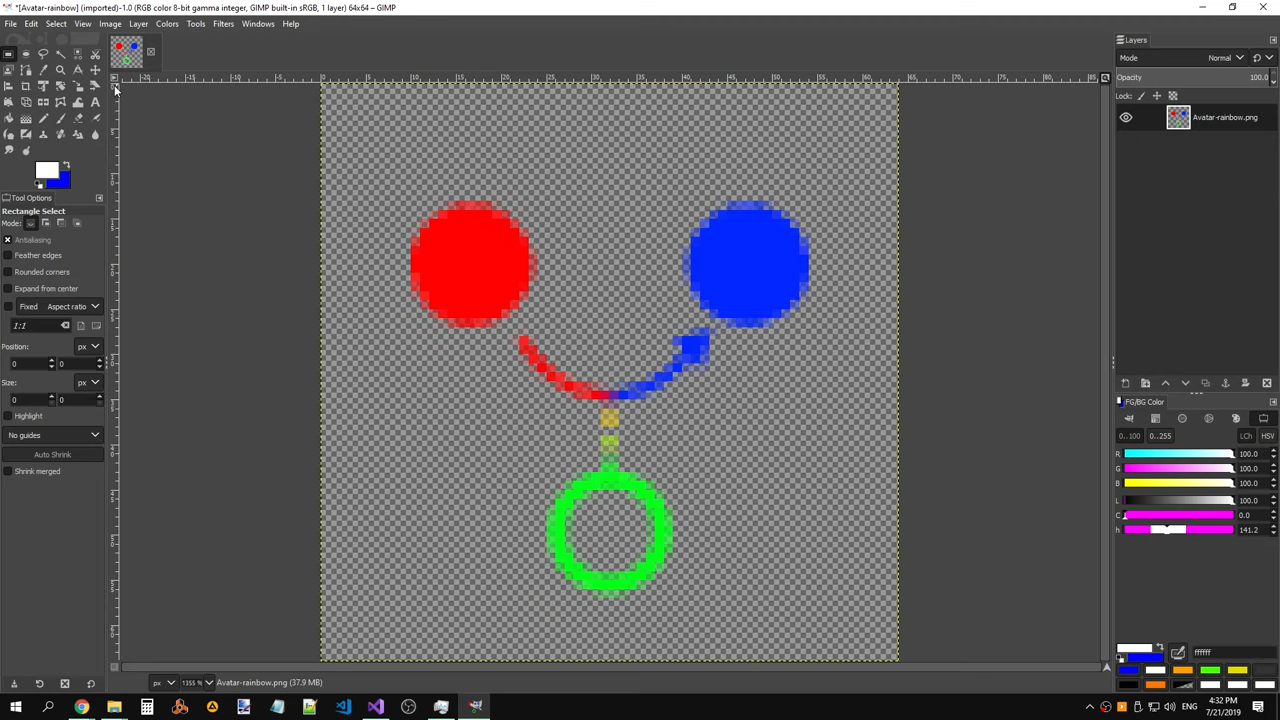 *[Avatar-rainbow] (imported)-1.0 (RGB color 8-bit gamma integer, GIMP built-in sRGB, 1 layer) 64x64 – GIMP
File Edit Select View Image Layer Colors Tools Filters Windows Help
Layers
Mode Normal
Opacity 100.0
Lock:
Avatar-rainbow.png
Tool Options
Rectangle Select
Mode:
Antialiasing
Feather edges
Rounded corners
Expand from center
Fixed Aspect ratio
1:1
Position: px
0 0
Size: px
0 0
Highlight
No guides
Auto Shrink
Shrink merged
FG/BG Color
0..100 0..255 LCh HSV
R 100.0
G 100.0
B 100.0
L 100.0
C 0.0
h 141.2
ffffff
px 1355 % Avatar-rainbow.png (37.9 MB)
ENG 4:32 PM
7/21/2019